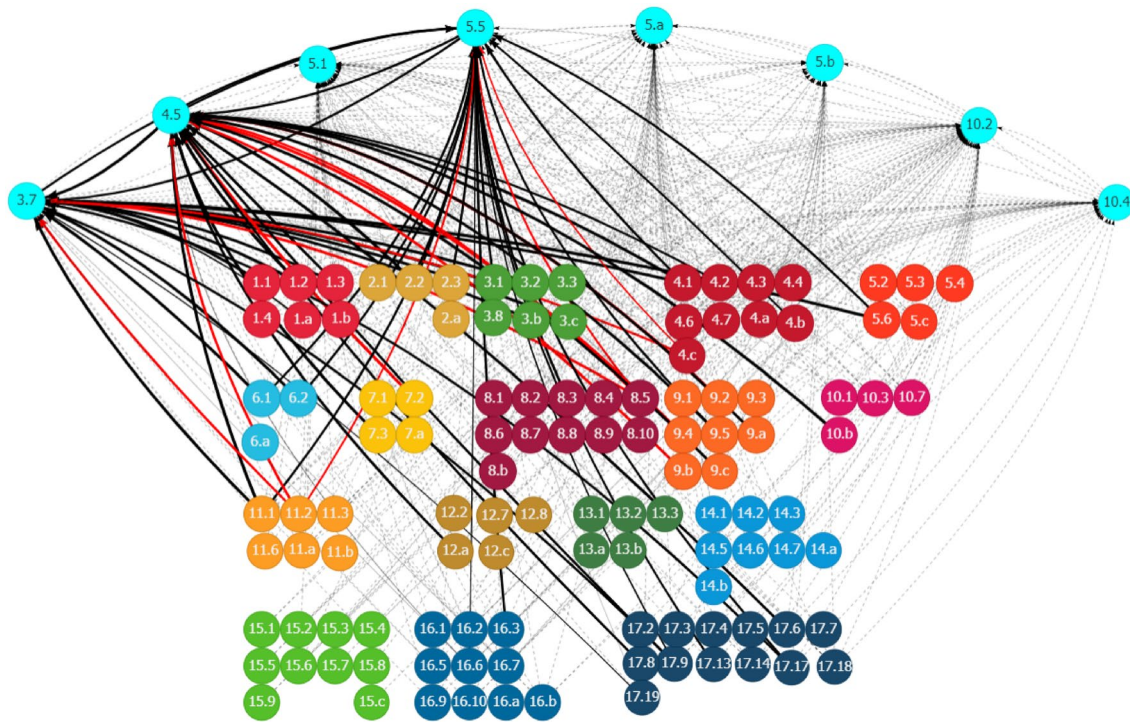 5.5
5.a
5.1
5.b
4.5
10.2
3.7
10.4
1.1 1.2 1.3 2.1 2.2 2.3 3.1 3.2 3.3 4.1 4.2 4.3 4.4 5.2 5.3 5.4
1.4 1.a 1.b 2.a 3.8 3.b 3.c 4.6 4.7 4.a 4.b 5.6 5.c
4.c
6.1 6.2 7.1 7.2 8.1 8.2 8.3 8.4 8.5 9.1 9.2 9.3 10.1 10.3 10.7
6.a 7.3 7.a 8.6 8.7 8.8 8.9 8.10 9.4 9.5 9.a 10.b
8.b 9.b 9.c
11.1 11.2 11.3 12.2 12.7 12.8 13.1 13.2 13.3 14.1 14.2 14.3
11.6 11.a 11.b 12.a 12.c 13.a 13.b 14.5 14.6 14.7 14.a
14.b
15.1 15.2 15.3 15.4 16.1 16.2 16.3 17.2 17.3 17.4 17.5 17.6 17.7
15.5 15.6 15.7 15.8 16.5 16.6 16.7 17.8 17.9 17.13 17.14 17.17 17.18
15.9 15.c 16.9 16.10 16.a 16.b 17.19